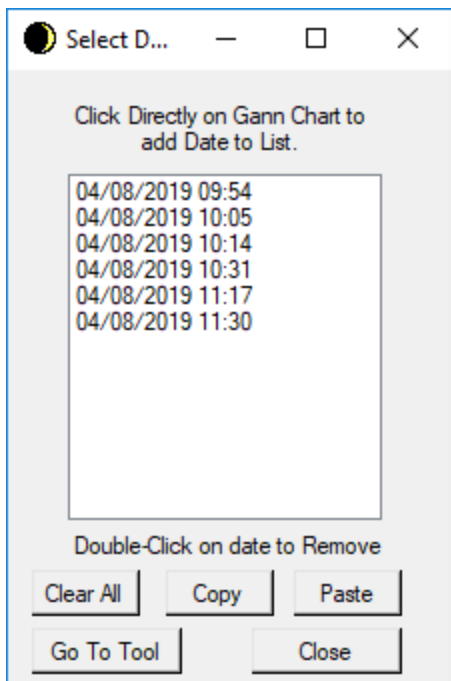 Select D...
Click Directly on Gann Chart to
add Date to List.
04/08/2019 09:54
04/08/2019 10:05
04/08/2019 10:14
04/08/2019 10:31
04/08/2019 11:17
04/08/2019 11:30
Double-Click on date to Remove
Clear All Copy Paste
Go To Tool Close